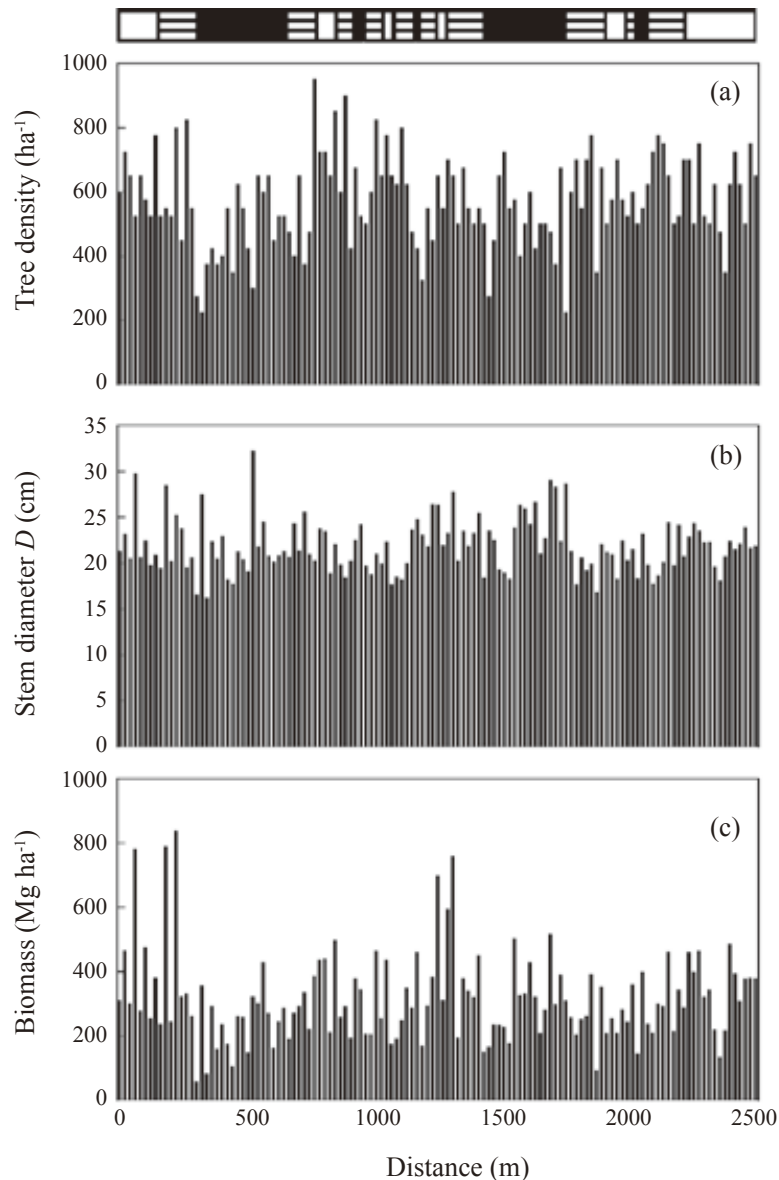 (a)
Tree density (ha⁻¹)
1000
800
600
400
200
0
(b)
Stem diameter D (cm)
35
30
25
20
15
10
5
0
(c)
Biomass (Mg ha⁻¹)
1000
800
600
400
200
0
0 500 1000 1500 2000 2500
Distance (m)